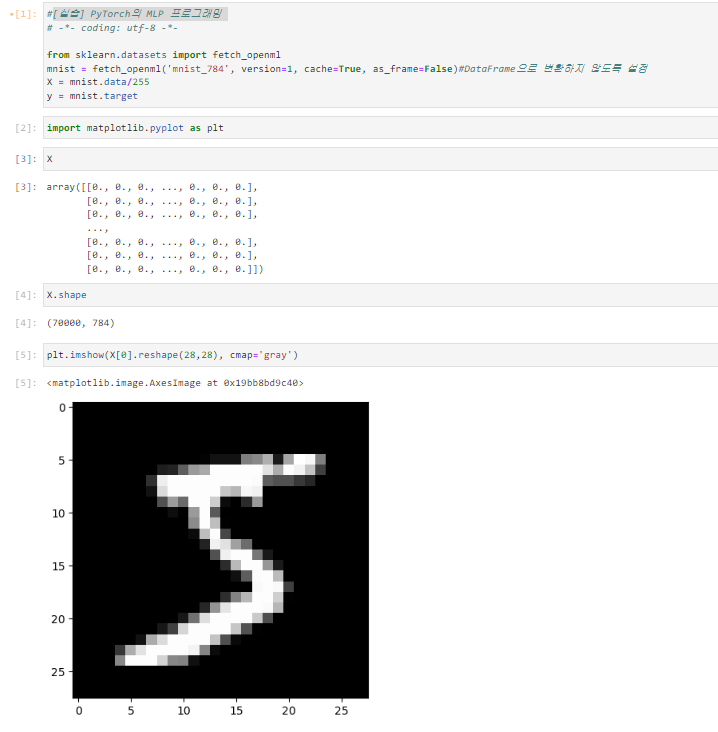 [1]: #[실습] PyTorch의 MLP 프로그래밍
# -*- coding: utf-8 -*-
from sklearn.datasets import fetch_openml
mnist = fetch_openml('mnist_784', version=1, cache=True, as_frame=False)#DataFrame으로 변환하지 않도록 설정
X = mnist.data/255
y = mnist.target
[2]: import matplotlib.pyplot as plt
[3]: X
[3]: array([[0., 0., 0., ..., 0., 0., 0.],
[0., 0., 0., ..., 0., 0., 0.],
[0., 0., 0., ..., 0., 0., 0.],
...,
[0., 0., 0., ..., 0., 0., 0.],
[0., 0., 0., ..., 0., 0., 0.],
[0., 0., 0., ..., 0., 0., 0.]])
[4]: X.shape
[4]: (70000, 784)
[5]: plt.imshow(X[0].reshape(28,28), cmap='gray')
[5]: <matplotlib.image.AxesImage at 0x19bb8bd9c40>
0
5
10
15
20
25
0 5 10 15 20 25